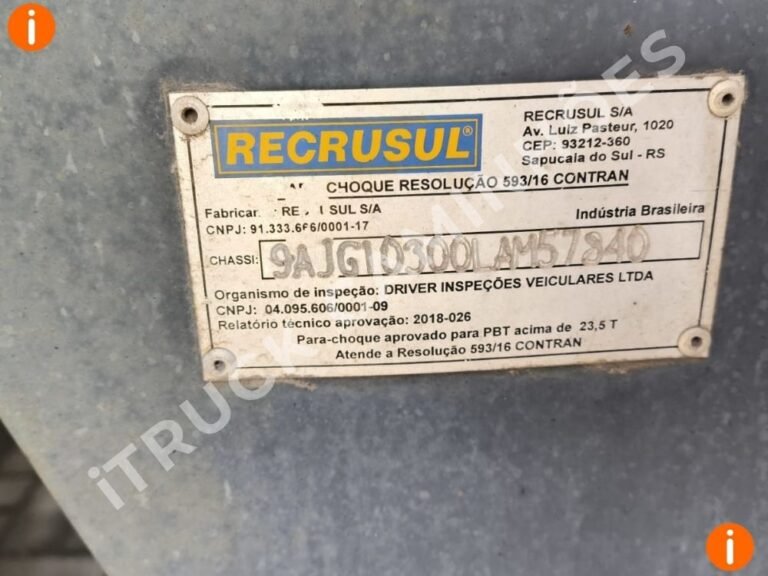 RECRUSUL®
RECRUSUL S/A
Av. Luiz Pasteur, 1020
CEP: 93212-360
Sapucaia do Sul - RS
CHOQUE RESOLUÇÃO 593/16 CONTRAN
SUL S/A
Indústria Brasileira
CNPJ: 91.333.666/0001-17
CHASSI: 9AJG10300LAM57840
Organismo de inspeção: DRIVER INSPEÇÕES VEICULARES LTDA
CNPJ: 04.095.606/0001-09
Relatório técnico aprovação: 2018-026
Para-choque aprovado para PBT acima de 23,5 T
Atende a Resolução 593/16 CONTRAN
iTRUCK CAMINHÕES